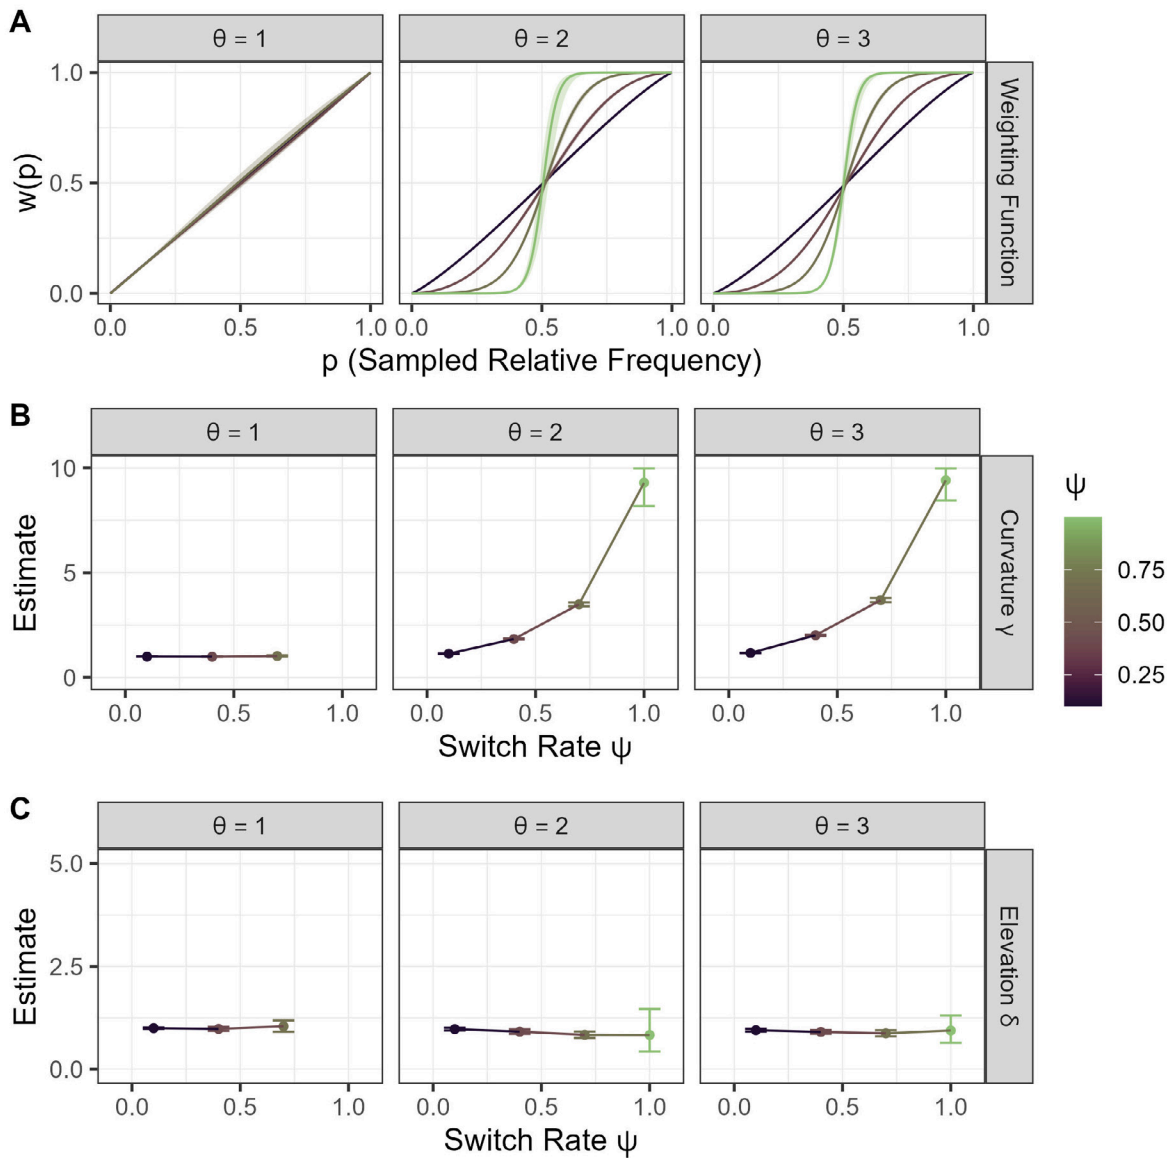 A
θ = 1
θ = 2
θ = 3
1.0
0.5
0.0
w(p)
Weighting Function
0.0 0.5 1.0 0.0 0.5 1.0 0.0 0.5 1.0
p (Sampled Relative Frequency)
B
θ = 1
θ = 2
θ = 3
10
5
0
Estimate
Curvature γ
0.0 0.5 1.0 0.0 0.5 1.0 0.0 0.5 1.0
Switch Rate ψ
ψ
0.75
0.50
0.25
C
θ = 1
θ = 2
θ = 3
5.0
2.5
0.0
Estimate
Elevation δ
0.0 0.5 1.0 0.0 0.5 1.0 0.0 0.5 1.0
Switch Rate ψ